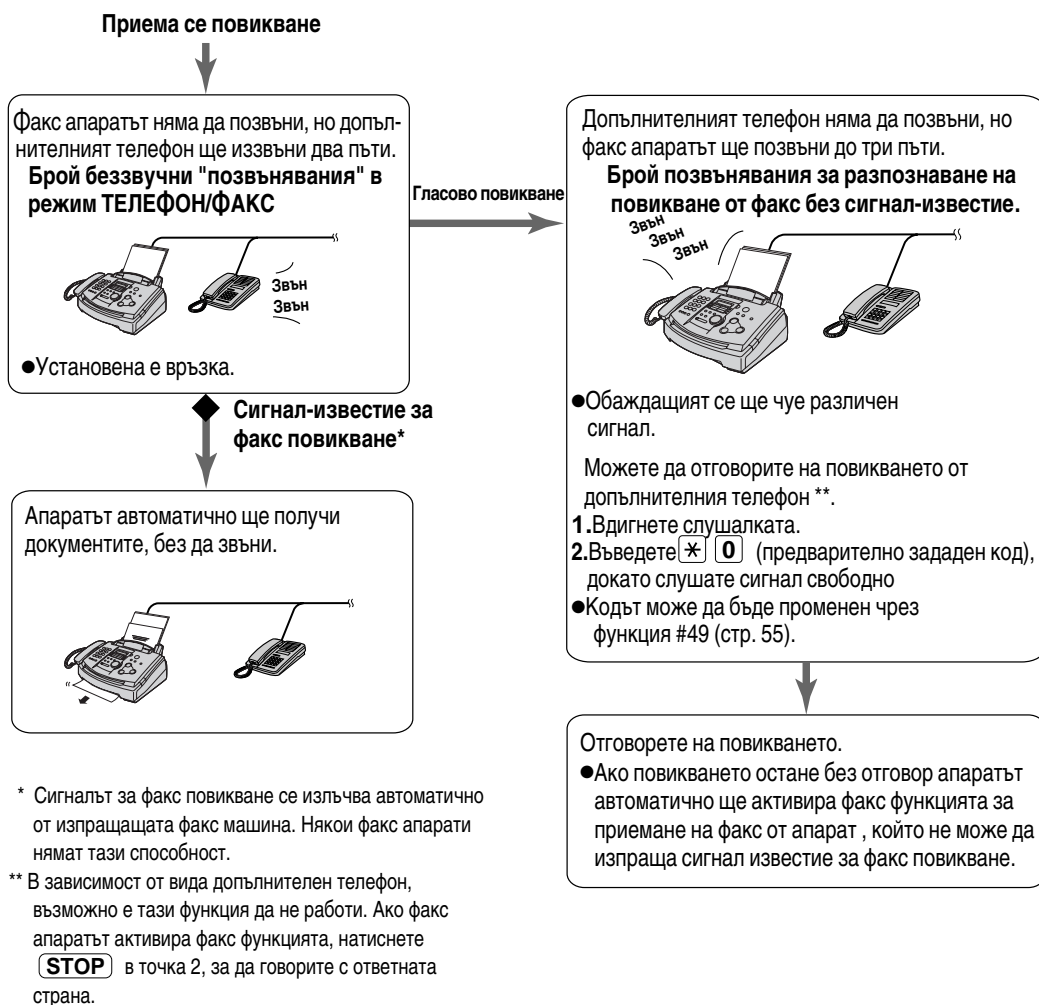 Приема се повикване
Факс апаратът няма да позвъни, но допъл-
нителният телефон ще иззвъни два пъти.
Брой беззвучни "позвънявания" в
режим ТЕЛЕФОН/ФАКС
Звън
Звън
●Установена е връзка.
Гласово повикване
Сигнал-известие за
факс повикване*
Апаратът автоматично ще получи
документите, без да звъни.
Допълнителният телефон няма да позвъни, но
факс апаратът ще позвъни до три пъти.
Брой позвънявания за разпознаване на
повикване от факс без сигнал-известие.
Звън
Звън
Звън
●Обаждащият се ще чуе различен
сигнал.
Можете да отговорите на повикването от
допълнителния телефон **.
1.Вдигнете слушалката.
2.Въведете * 0 (предварително зададен код),
докато слушате сигнал свободно
●Кодът може да бъде променен чрез
функция #49 (стр. 55).
Отговорете на повикването.
●Ако повикването остане без отговор апаратът
автоматично ще активира факс функцията за
приемане на факс от апарат , който не може да
изпраща сигнал известие за факс повикване.
* Сигналът за факс повикване се излъчва автоматично
от изпращащата факс машина. Някои факс апарати
нямат тази способност.
** В зависимост от вида допълнителен телефон,
възможно е тази функция да не работи. Ако факс
апаратът активира факс функцията, натиснете
STOP в точка 2, за да говорите с ответната
страна.